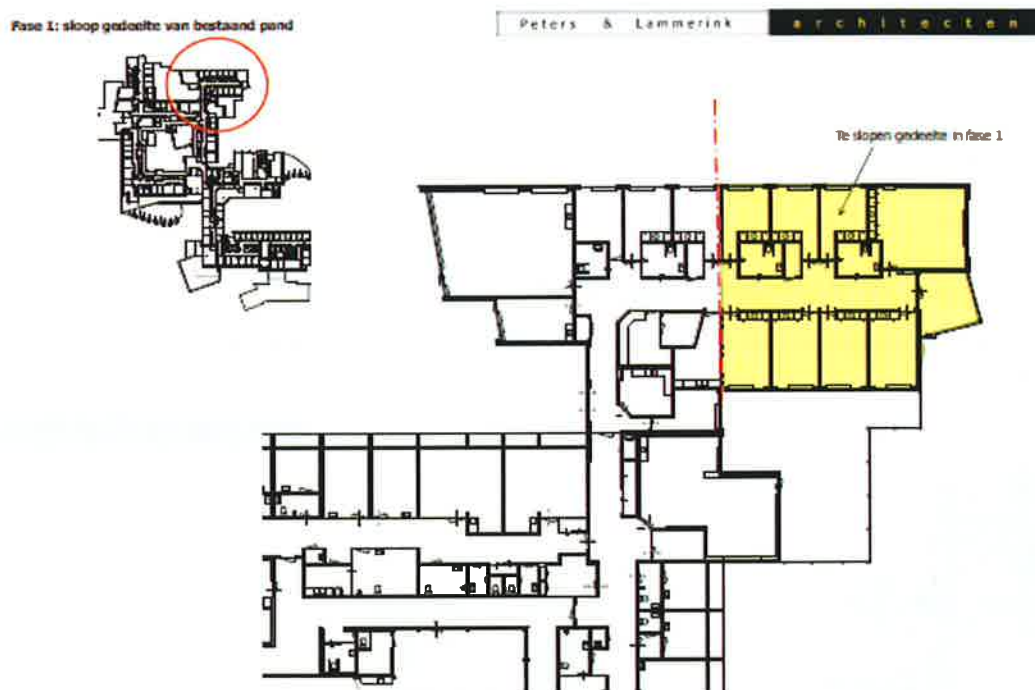 Fase 1: sloop gedeelte van bestaand pand
Peters & Lammerink architecten
Te slopen gedeelte in fase 1